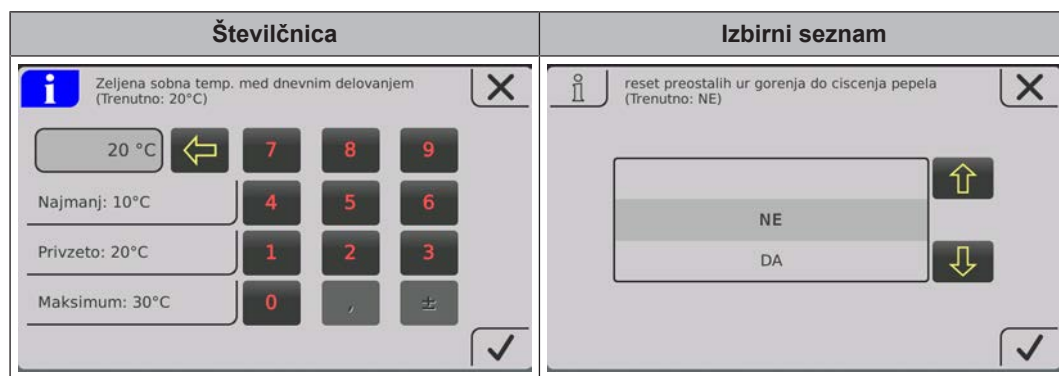 Številčnica
Izbirni seznam
i
Zeljena sobna temp. med dnevnim delovanjem
(Trenutno: 20°C)
20 °C
7 8 9
Najmanj: 10°C
4 5 6
Privzeto: 20°C
1 2 3
Maksimum: 30°C
0 , ±
i
reset preostalih ur gorenja do ciscenja pepela
(Trenutno: NE)
NE
DA